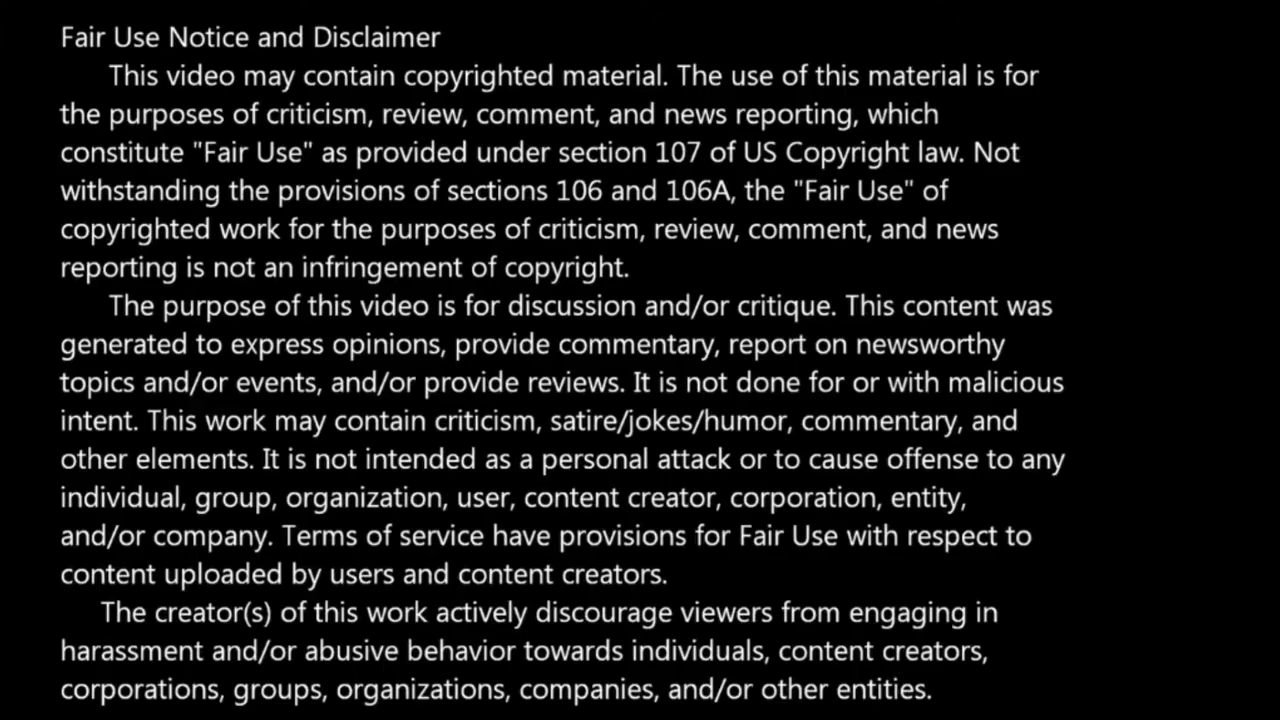 Fair Use Notice and Disclaimer
This video may contain copyrighted material. The use of this material is for
the purposes of criticism, review, comment, and news reporting, which
constitute "Fair Use" as provided under section 107 of US Copyright law. Not
withstanding the provisions of sections 106 and 106A, the "Fair Use" of
copyrighted work for the purposes of criticism, review, comment, and news
reporting is not an infringement of copyright.
The purpose of this video is for discussion and/or critique. This content was
generated to express opinions, provide commentary, report on newsworthy
topics and/or events, and/or provide reviews. It is not done for or with malicious
intent. This work may contain criticism, satire/jokes/humor, commentary, and
other elements. It is not intended as a personal attack or to cause offense to any
individual, group, organization, user, content creator, corporation, entity,
and/or company. Terms of service have provisions for Fair Use with respect to
content uploaded by users and content creators.
The creator(s) of this work actively discourage viewers from engaging in
harassment and/or abusive behavior towards individuals, content creators,
corporations, groups, organizations, companies, and/or other entities.